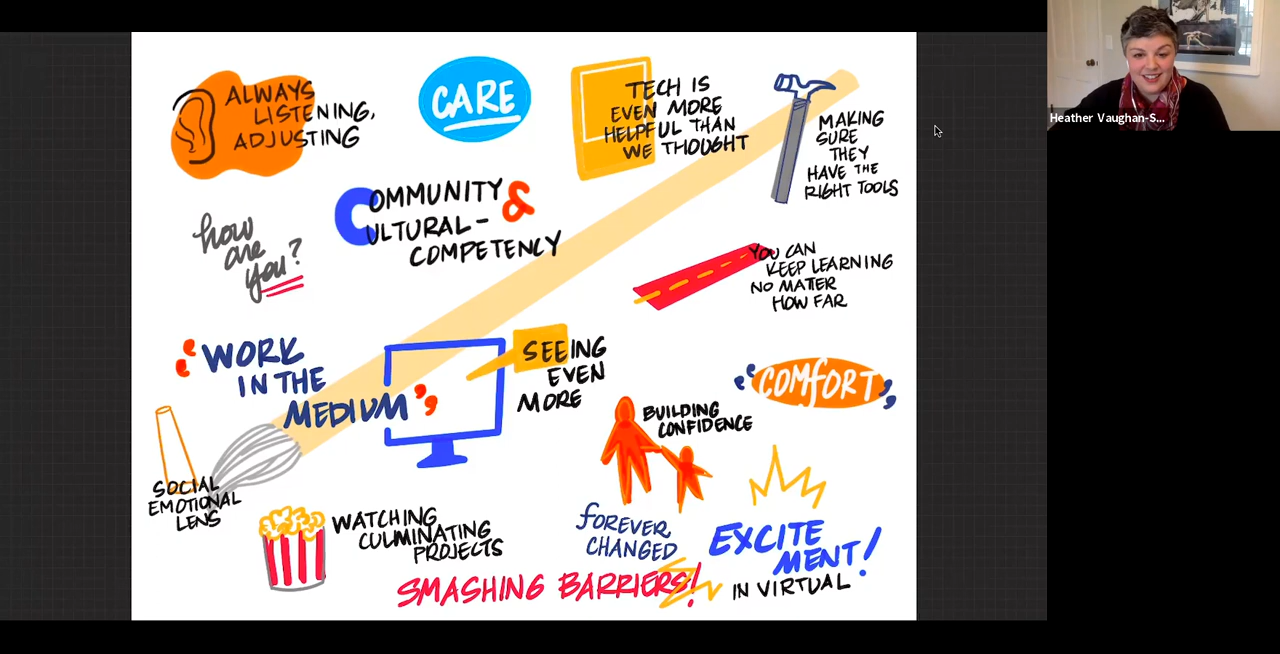 ALWAYS
LISTENING,
ADJUSTING
CARE
TECH IS
EVEN MORE
HELPFUL THAN
WE THOUGHT
MAKING
SURE
THEY
HAVE THE
RIGHT TOOLS
Heather Vaughan-S...
how
are
you?
COMMUNITY &
CULTURAL-
COMPETENCY
YOU CAN
KEEP LEARNING
NO MATTER
HOW FAR
"WORK
IN THE
MEDIUM"
SEEING
EVEN
MORE
"COMFORT"
BUILDING
CONFIDENCE
SOCIAL
EMOTIONAL
LENS
WATCHING
CULMINATING
PROJECTS
FOREVER
CHANGED
EXCITE
MENT!
IN VIRTUAL
SMASHING BARRIERS!